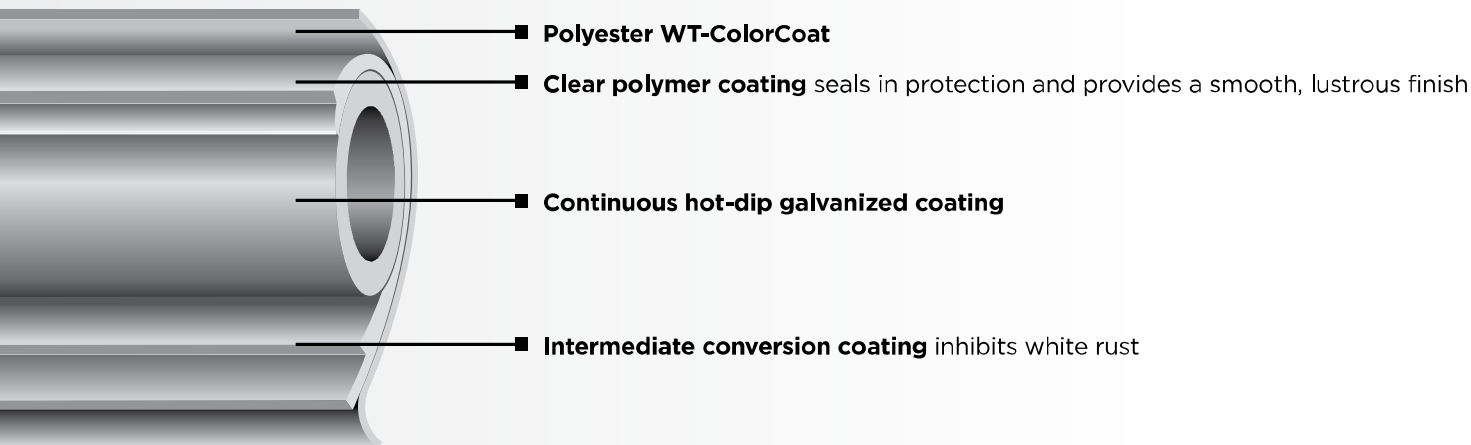 Polyester WT-ColorCoat
Clear polymer coating seals in protection and provides a smooth, lustrous finish
Continuous hot-dip galvanized coating
Intermediate conversion coating inhibits white rust